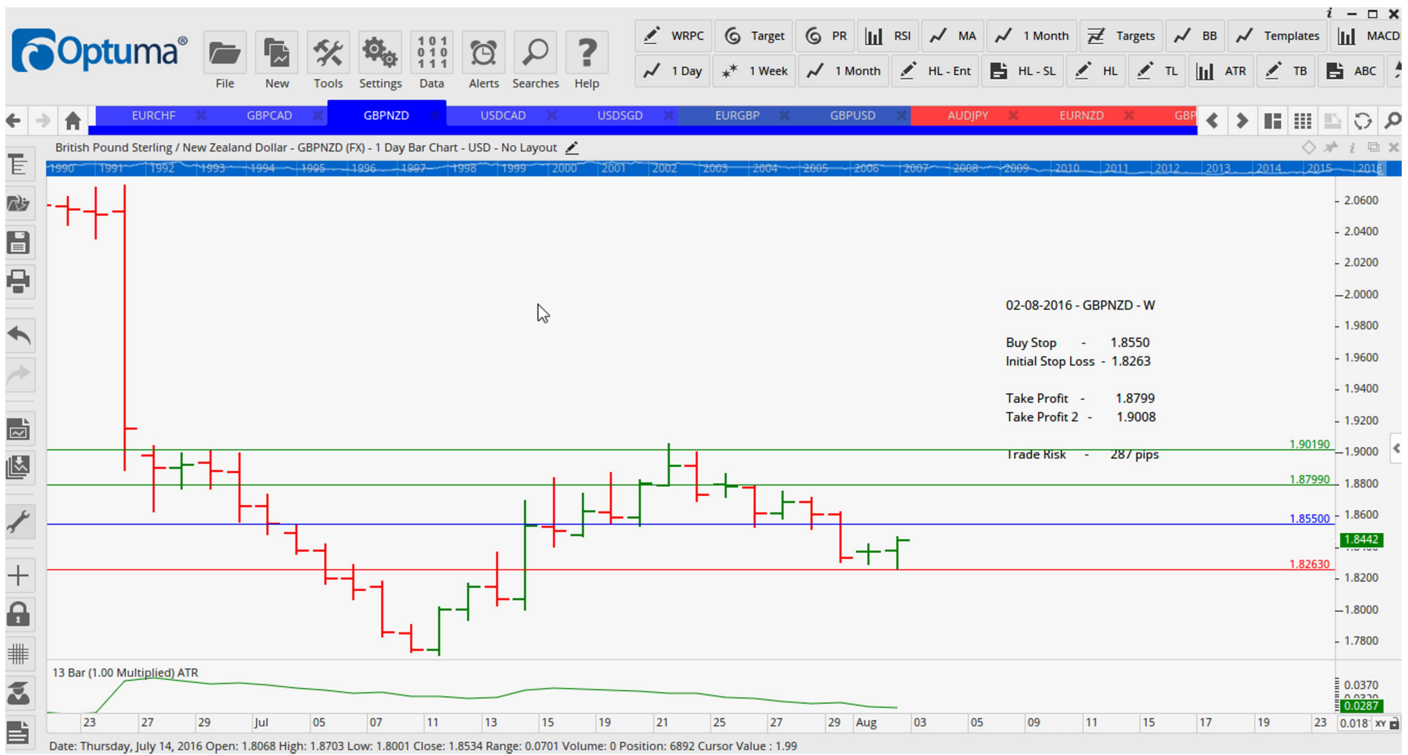 i
Optuma®
File New Tools Settings Data Alerts Searches Help
WRPC Target PR RSI MA 1 Month Targets BB Templates MACD
1 Day 1 Week 1 Month HL - Ent HL - SL HL TL ATR TB ABC
EURCHF GBPCAD GBPNZD USDCAD USDSGD EURGBP GBPUSD AUDJPY EURNZD GBP
British Pound Sterling / New Zealand Dollar - GBPNZD (FX) - 1 Day Bar Chart - USD - No Layout
1990 1991 1992 1993 1994 1995 1996 1997 1998 1999 2000 2001 2002 2003 2004 2005 2006 2007 2008 2009 2010 2011 2012 2013 2014 2015 2016
2.0600
2.0400
2.0200
2.0000
1.9800
1.9600
1.9400
1.9200
1.9000
1.8800
1.8600
1.8442
1.8200
1.8000
1.7800
02-08-2016 - GBPNZD - W
Buy Stop - 1.8550
Initial Stop Loss - 1.8263
Take Profit - 1.8799
Take Profit 2 - 1.9008
Trade Risk - 287 pips
1.90190
1.87990
1.85500
1.82630
13 Bar (1.00 Multiplied) ATR
0.0370
0.0287
23 27 29 Jul 05 07 11 13 15 19 21 25 27 29 Aug 03 05 09 11 15 17 19 23 0.018 XY
Date: Thursday, July 14, 2016 Open: 1.8068 High: 1.8703 Low: 1.8001 Close: 1.8534 Range: 0.0701 Volume: 0 Position: 6892 Cursor Value : 1.99